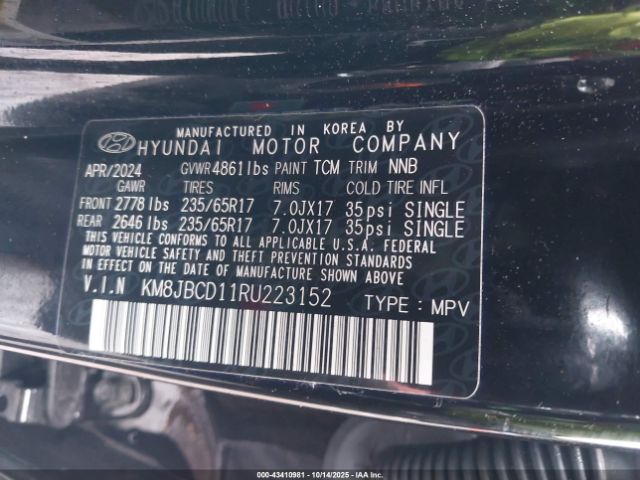 MANUFACTURED IN KOREA BY
HYUNDAI MOTOR COMPANY
APR/2024 GVWR 4861 lbs PAINT TCM TRIM NNB
GAWR TIRES RIMS COLD TIRE INFL
FRONT 2778 lbs 235/65R17 7.0JX17 35psi SINGLE
REAR 2646 lbs 235/65R17 7.0JX17 35psi SINGLE
THIS VEHICLE CONFORMS TO ALL APPLICABLE U.S.A. FEDERAL
MOTOR VEHICLE SAFETY AND THEFT PREVENTION STANDARDS
IN EFFECT ON THE DATE OF MANUFACTURE SHOWN ABOVE.
V.I.N KM8JBCD11RU223152 TYPE : MPV
000-43410981 - 10/14/2025 - IAAI.COM